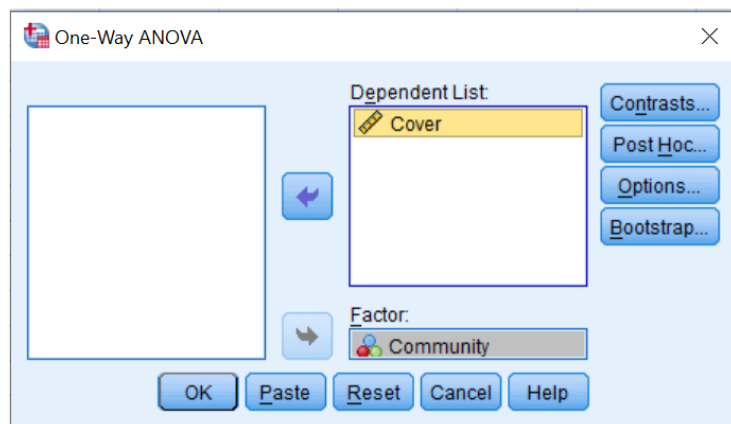 One-Way ANOVA
Dependent List:
Cover
Contrasts...
Post Hoc...
Options...
Bootstrap...
Factor:
Community
OK Paste Reset Cancel Help